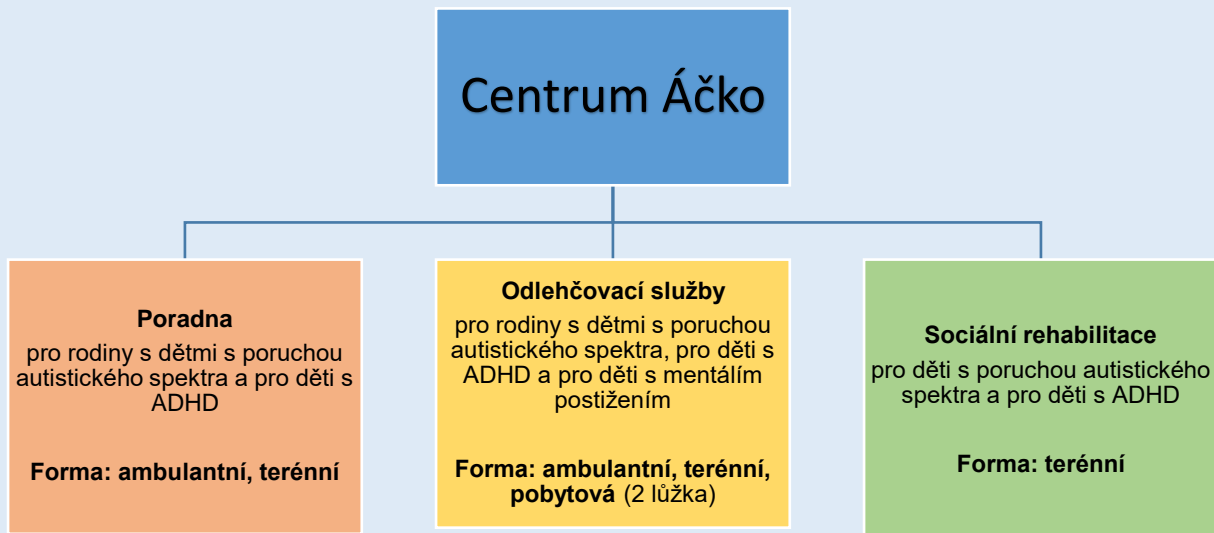 Centrum Áčko
Poradna
pro rodiny s dětmi s poruchou
autistického spektra a pro děti s
ADHD
Forma: ambulantní, terénní
Odlehčovací služby
pro rodiny s dětmi s poruchou
autistického spektra, pro děti s
ADHD a pro děti s mentálím
postižením
Forma: ambulantní, terénní,
pobytová (2 lůžka)
Sociální rehabilitace
pro děti s poruchou autistického
spektra a pro děti s ADHD
Forma: terénní